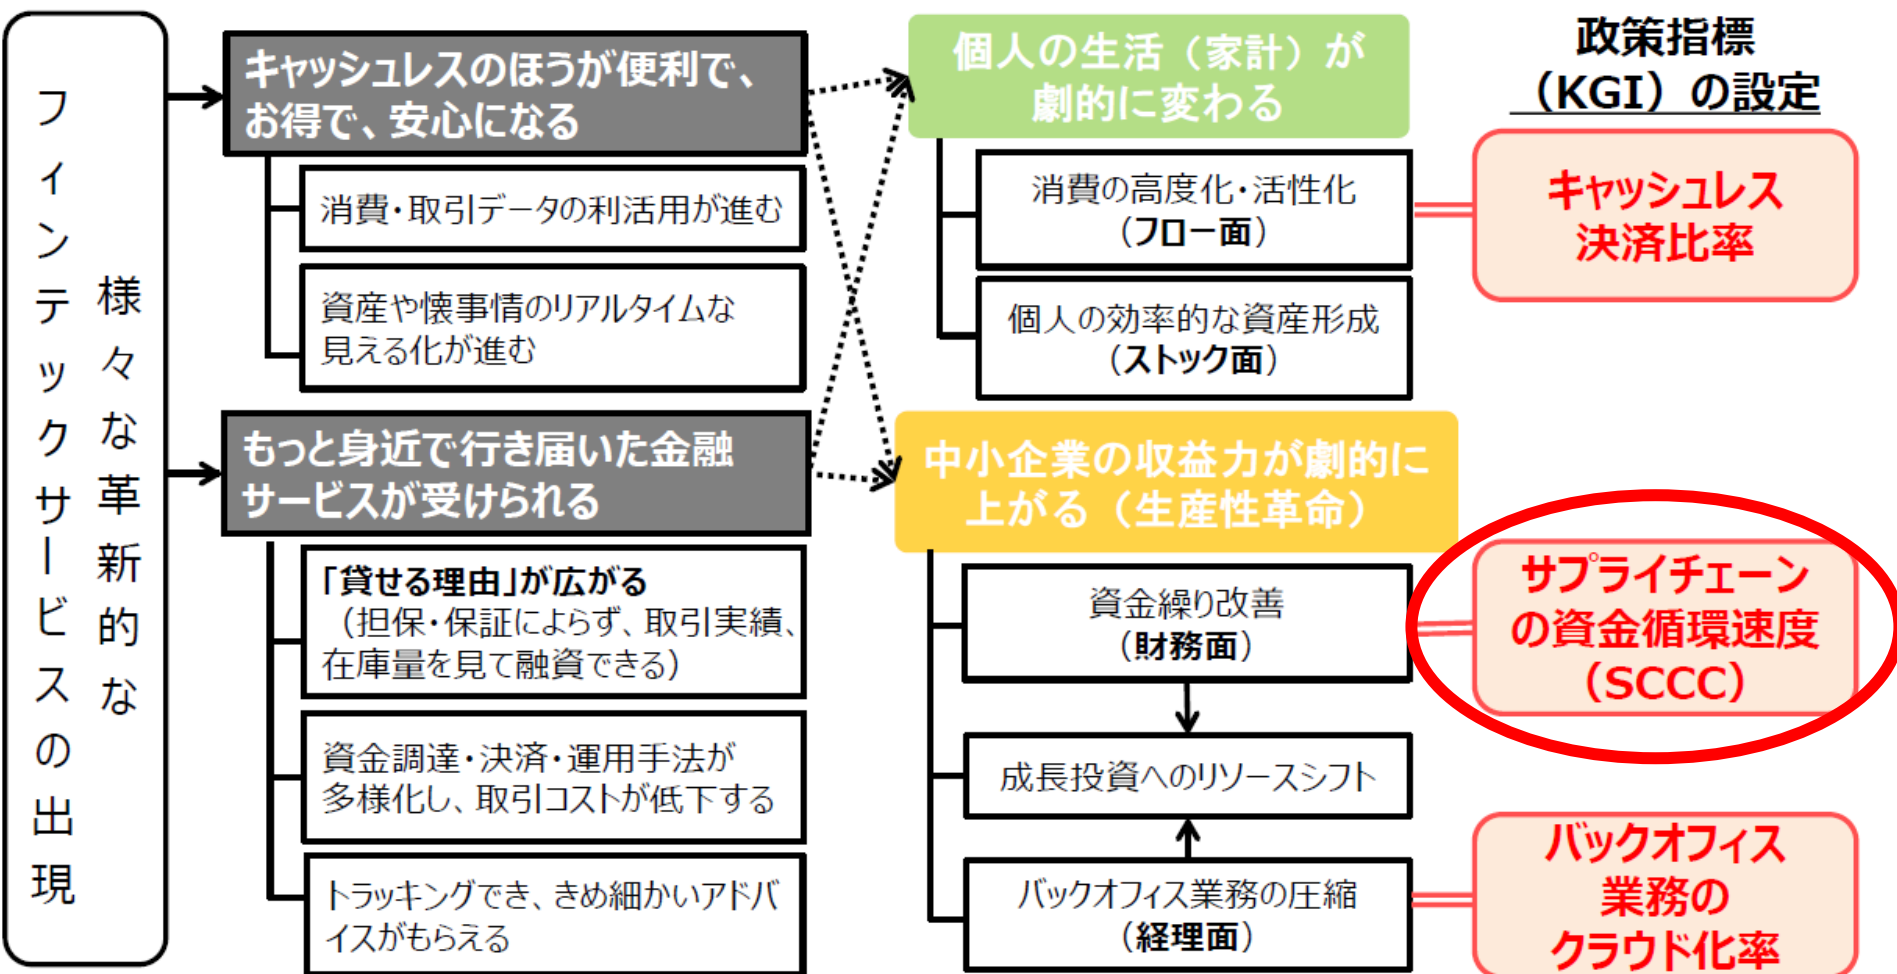 様々な革新的な
フィンテックサービスの出現
キャッシュレスのほうが便利で、
お得で、安心になる
消費・取引データの利活用が進む
資産や懐事情のリアルタイムな
見える化が進む
もっと身近で行き届いた金融
サービスが受けられる
「貸せる理由」が広がる
（担保・保証によらず、取引実績、
在庫量を見て融資できる）
資金調達・決済・運用手法が
多様化し、取引コストが低下する
トラッキングでき、きめ細かいアドバ
イスがもらえる
個人の生活（家計）が
劇的に変わる
消費の高度化・活性化
（フロー面）
個人の効率的な資産形成
（ストック面）
中小企業の収益力が劇的に
上がる（生産性革命）
資金繰り改善
（財務面）
成長投資へのリソースシフト
バックオフィス業務の圧縮
（経理面）
政策指標
（KGI）の設定
キャッシュレス
決済比率
サプライチェーン
の資金循環速度
（SCCC）
バックオフィス
業務の
クラウド化率